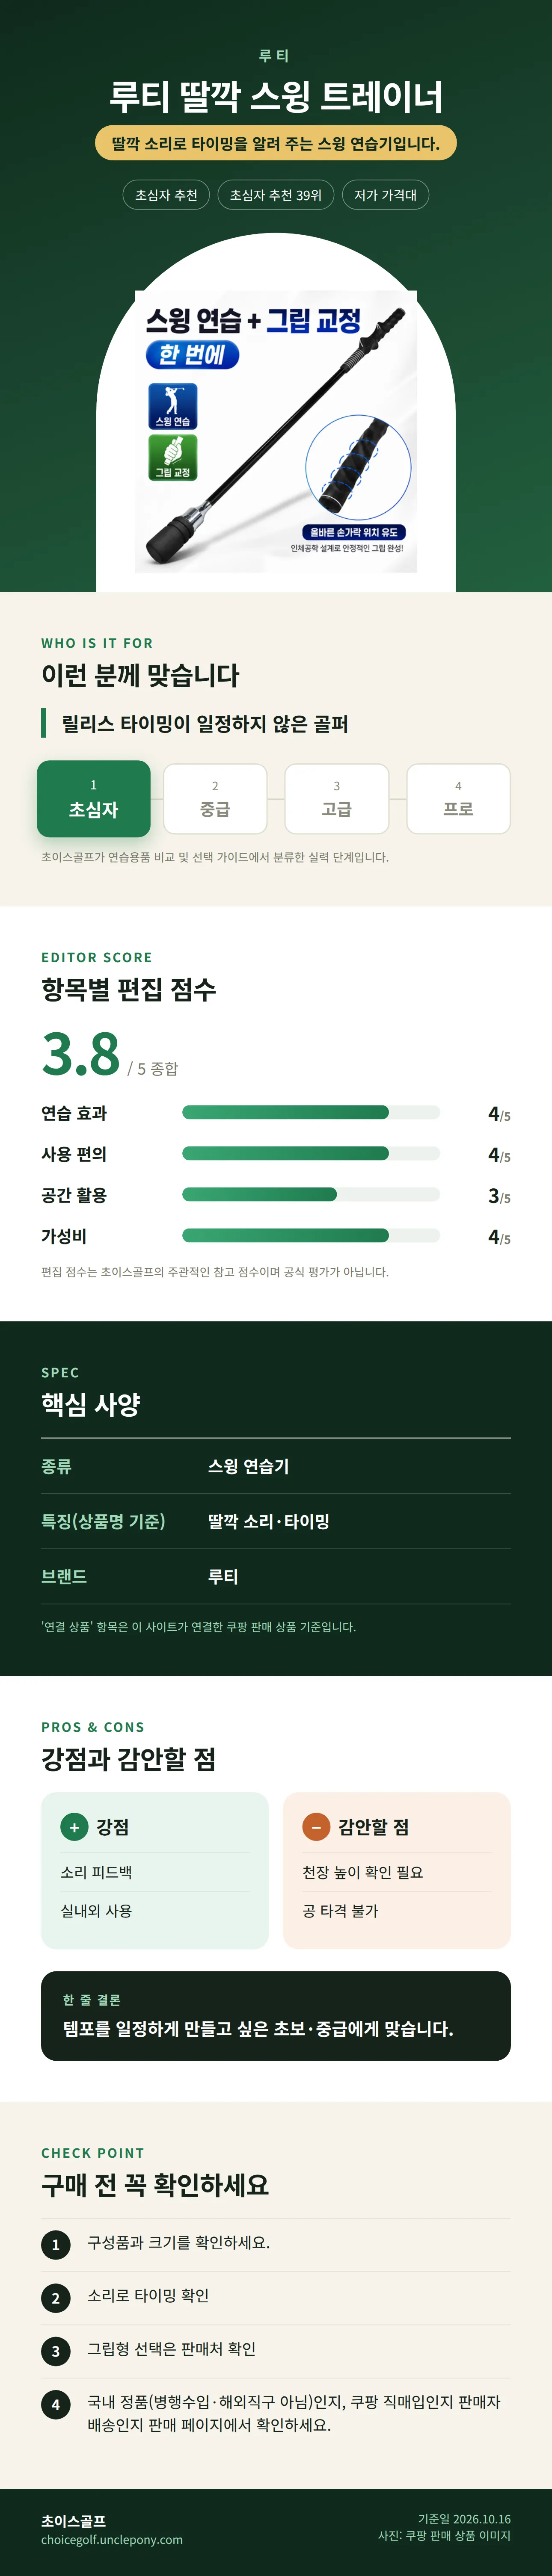 루티
루티 딸깍 스윙 트레이너
딸깍 소리로 타이밍을 알려 주는 스윙 연습기입니다.
초심자 추천
초심자 추천 39위
저가 가격대
스윙 연습 + 그립 교정
한 번에
스윙 연습
그립 교정
올바른 손가락 위치 유도
인체공학 설계로 안정적인 그립 완성!
WHO IS IT FOR
이런 분께 맞습니다
릴리스 타이밍이 일정하지 않은 골퍼
1
초심자
2
중급
3
고급
4
프로
초이스골프가 연습용품 비교 및 선택 가이드에서 분류한 실력 단계입니다.
EDITOR SCORE
항목별 편집 점수
3.8 / 5 종합
연습 효과 4/5
사용 편의 4/5
공간 활용 3/5
가성비 4/5
편집 점수는 초이스골프의 주관적인 참고 점수이며 공식 평가가 아닙니다.
SPEC
핵심 사양
종류 스윙 연습기
특징(상품명 기준) 딸깍 소리·타이밍
브랜드 루티
'연결 상품' 항목은 이 사이트가 연결한 쿠팡 판매 상품 기준입니다.
PROS & CONS
강점과 감안할 점
+ 강점
소리 피드백
실내외 사용
− 감안할 점
천장 높이 확인 필요
공 타격 불가
한 줄 결론
템포를 일정하게 만들고 싶은 초보·중급에게 맞습니다.
CHECK POINT
구매 전 꼭 확인하세요
1 구성품과 크기를 확인하세요.
2 소리로 타이밍 확인
3 그립형 선택은 판매처 확인
4 국내 정품(병행수입·해외직구 아님)인지, 쿠팡 직매입인지 판매자
배송인지 판매 페이지에서 확인하세요.
초이스골프
choicegolf.unclepony.com
기준일 2026.10.16
사진: 쿠팡 판매 상품 이미지